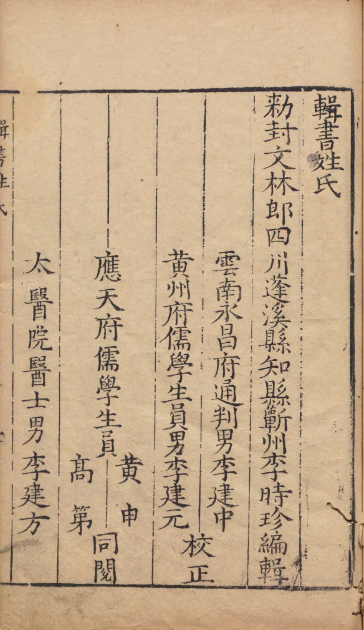 輯書姓氏
勑封文林郎四川蓬溪縣知縣蘄州李時珍編輯
雲南永昌府通判男李建中
黄州府儒學生員男李建元
校正
應天府儒學生員
黄申
高第
同閱
太醫院醫士男李建方
輯書姓氏